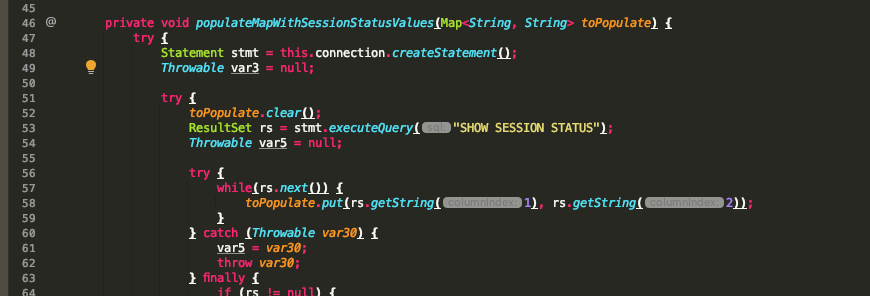 45
46 @ private void populateMapWithSessionStatusValues(Map<String, String> toPopulate) {
47 try {
48 Statement stmt = this.connection.createStatement();
49 Throwable var3 = null;
50
51 try {
52 toPopulate.clear();
53 ResultSet rs = stmt.executeQuery( sql: "SHOW SESSION STATUS");
54 Throwable var5 = null;
55
56 try {
57 while(rs.next()) {
58 toPopulate.put(rs.getString( columnIndex: 1), rs.getString( columnIndex: 2));
59 }
60 } catch (Throwable var30) {
61 var5 = var30;
62 throw var30;
63 } finally {
64 if (rs != null) {